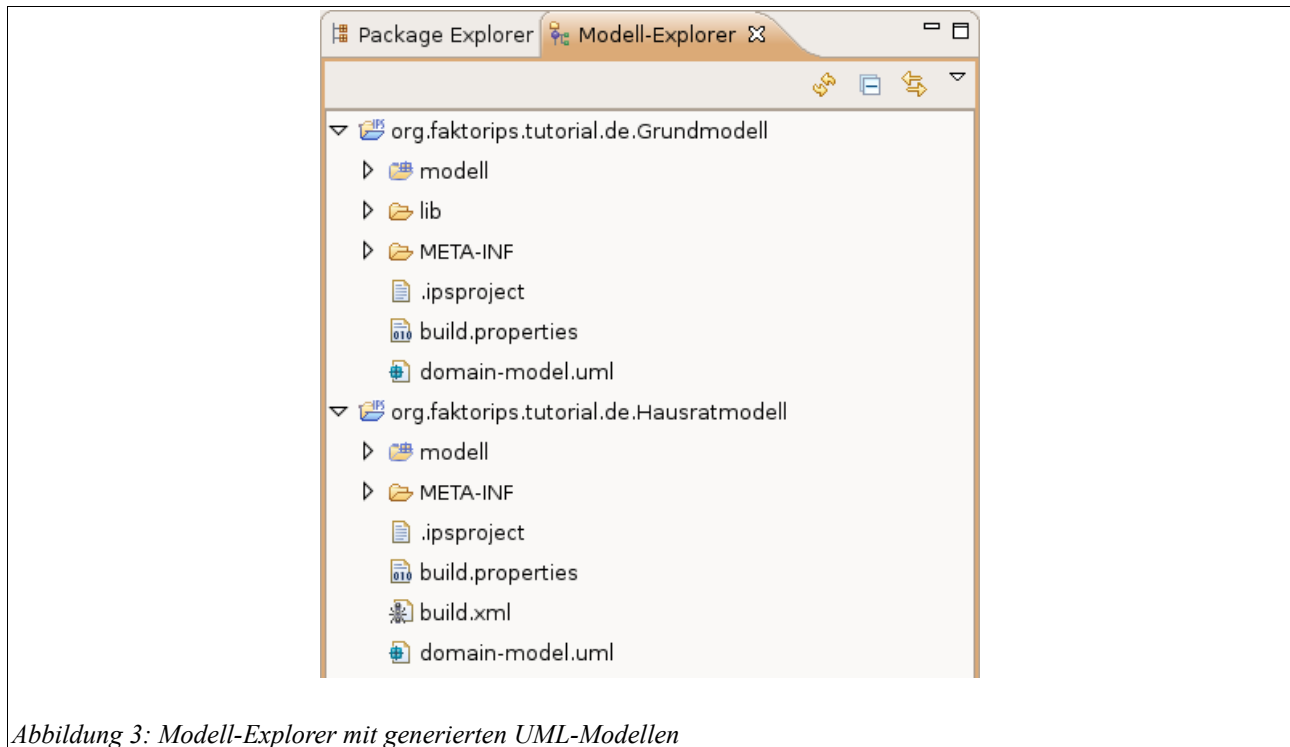 Package Explorer Modell-Explorer
org.faktorips.tutorial.de.Grundmodell
modell
lib
META-INF
.ipsproject
build.properties
domain-model.uml
org.faktorips.tutorial.de.Hausratmodell
modell
META-INF
.ipsproject
build.properties
build.xml
domain-model.uml
Abbildung 3: Modell-Explorer mit generierten UML-Modellen